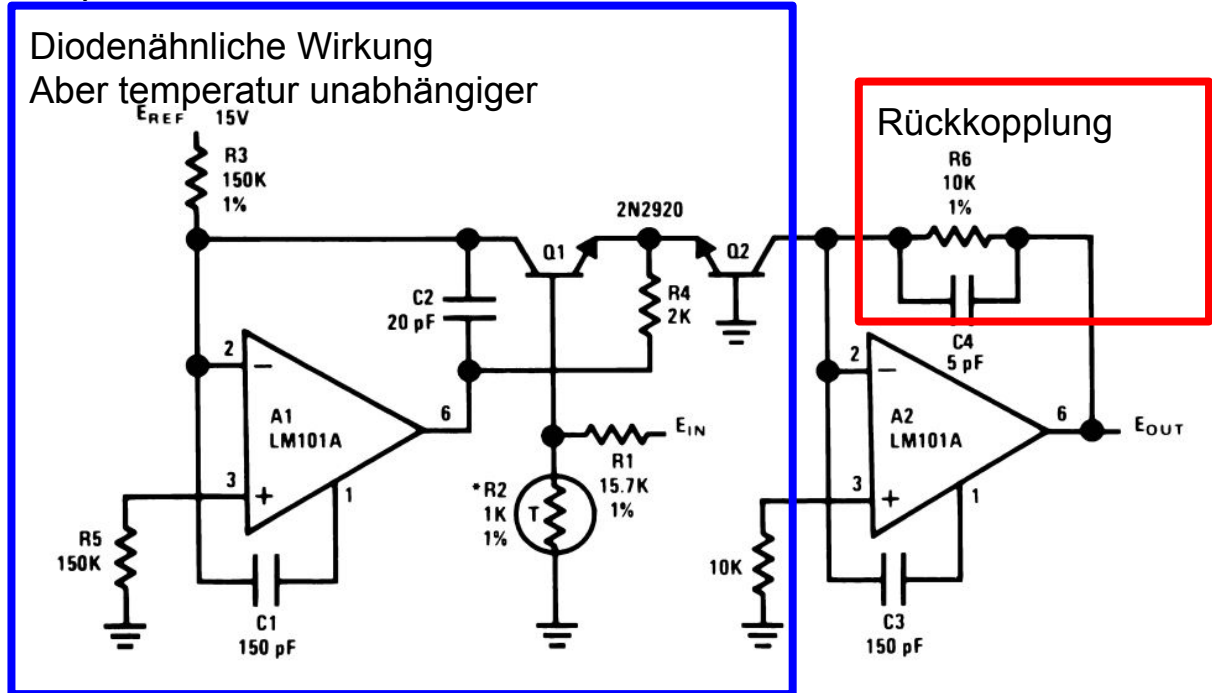 Diodenähnliche Wirkung
Aber temperatur unabhängiger
EREF 15V
R3
150K
1%
Rückkopplung
R6
10K
1%
2N2920
Q1
Q2
C2
20 pF
R4
2K
C4
5 pF
2
−
A1
LM101A
6
3
+
1
EIN
R1
15.7K
1%
*R2
1K
1%
T
R5
150K
C1
150 pF
2
−
A2
LM101A
6
EOUT
3
+
1
10K
C3
150 pF